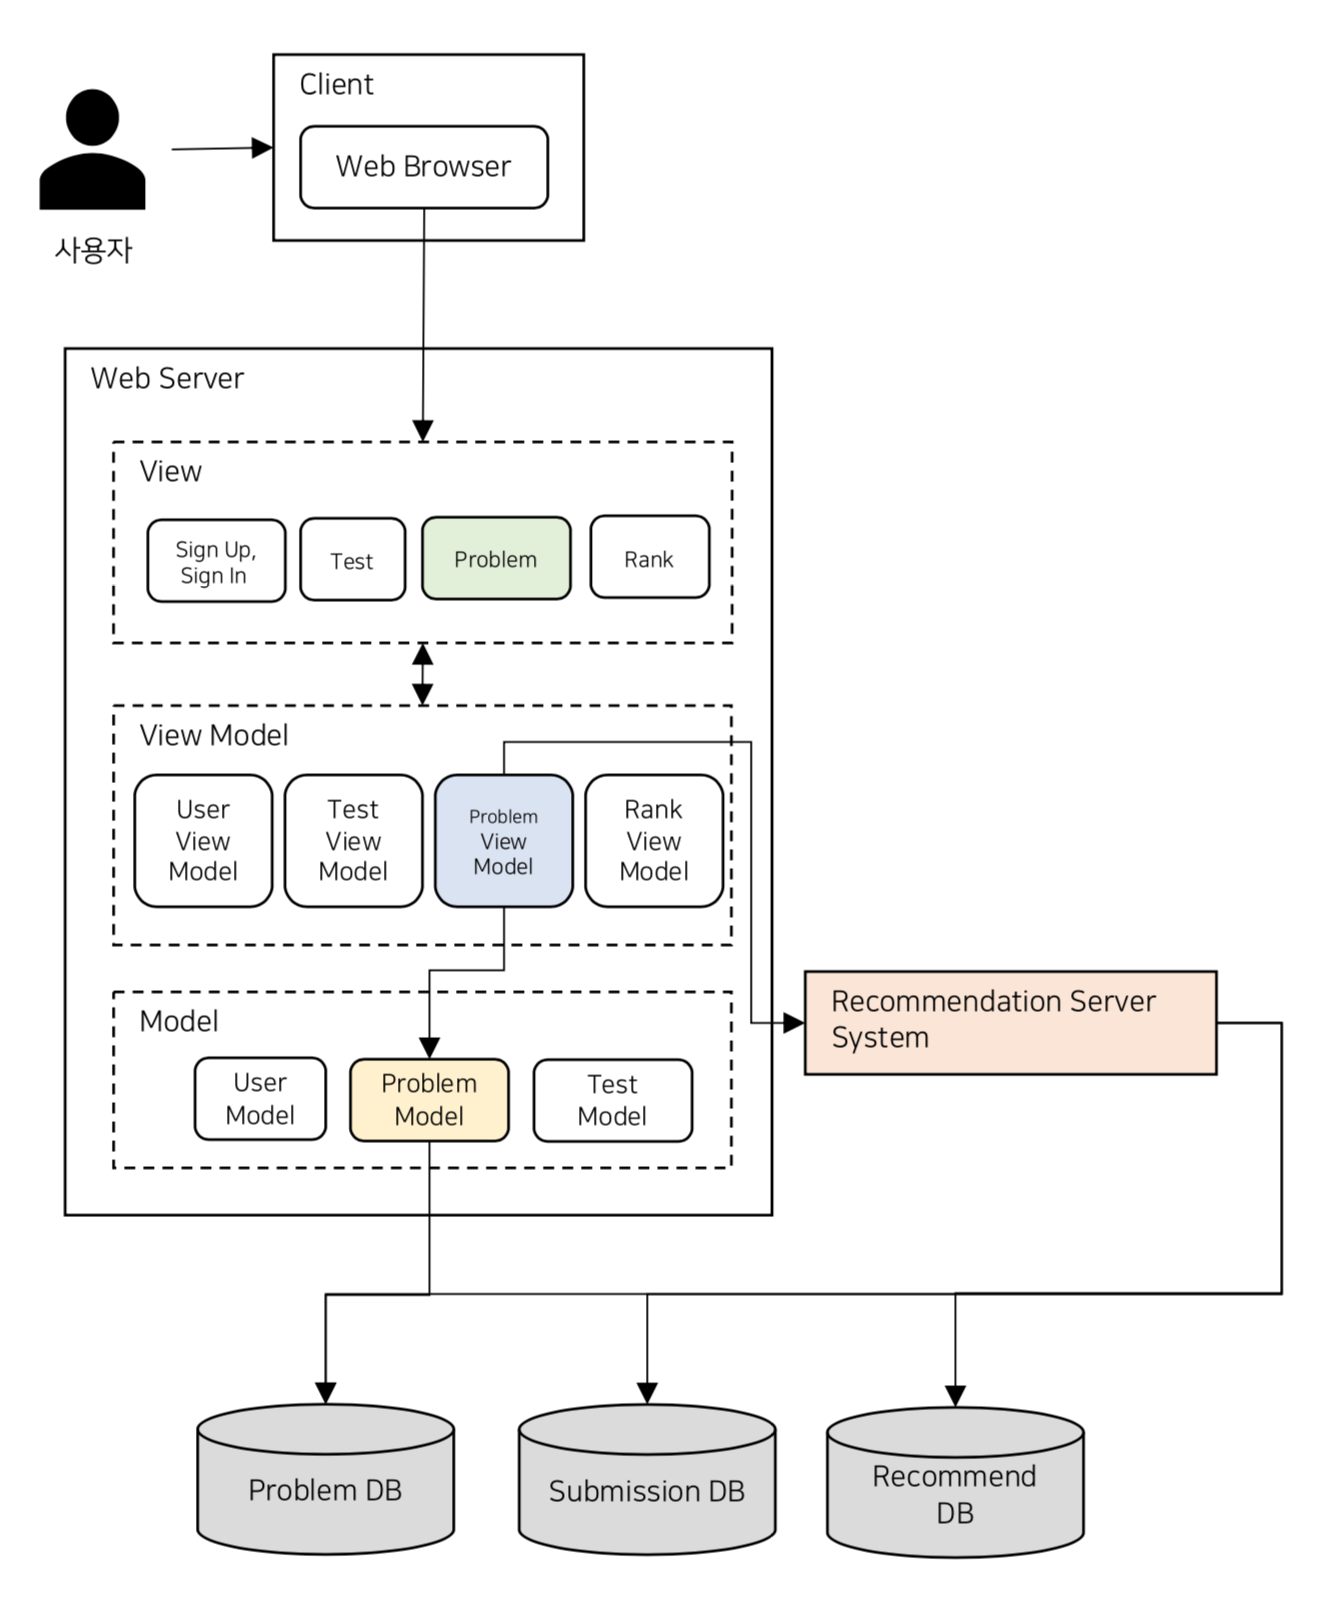 Client
Web Browser
사용자
Web Server
View
Sign Up,
Sign In
Test
Problem
Rank
View Model
User
View
Model
Test
View
Model
Problem
View
Model
Rank
View
Model
Model
User
Model
Problem
Model
Test
Model
Recommendation Server
System
Problem DB
Submission DB
Recommend
DB